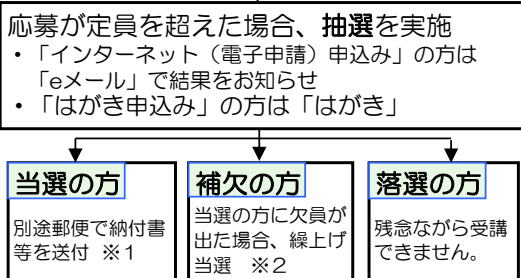 応募が定員を超えた場合、抽選を実施
・「インターネット（電子申請）申込み」の方は
「eメール」で結果をお知らせ
・「はがき申込み」の方は「はがき」
当選の方
別途郵便で納付書
等を送付 ※1
補欠の方
当選の方に欠員が
出た場合、繰上げ
当選 ※2
落選の方
残念ながら受講
できません。